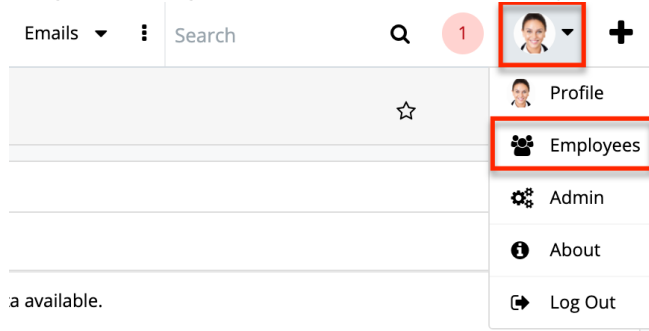 Emails
Search
1
Profile
Employees
Admin
About
Log Out
a available.